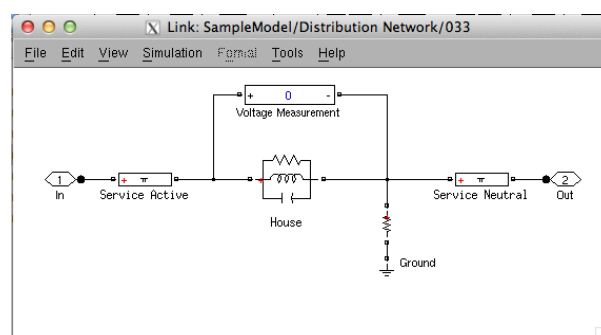 Link: SampleModel/Distribution Network/033
File Edit View Simulation Format Tools Help
+ 0 -
Voltage Measurement
1
In
+ π
Service Active
+
House
+ π
Service Neutral
2
Out
Ground